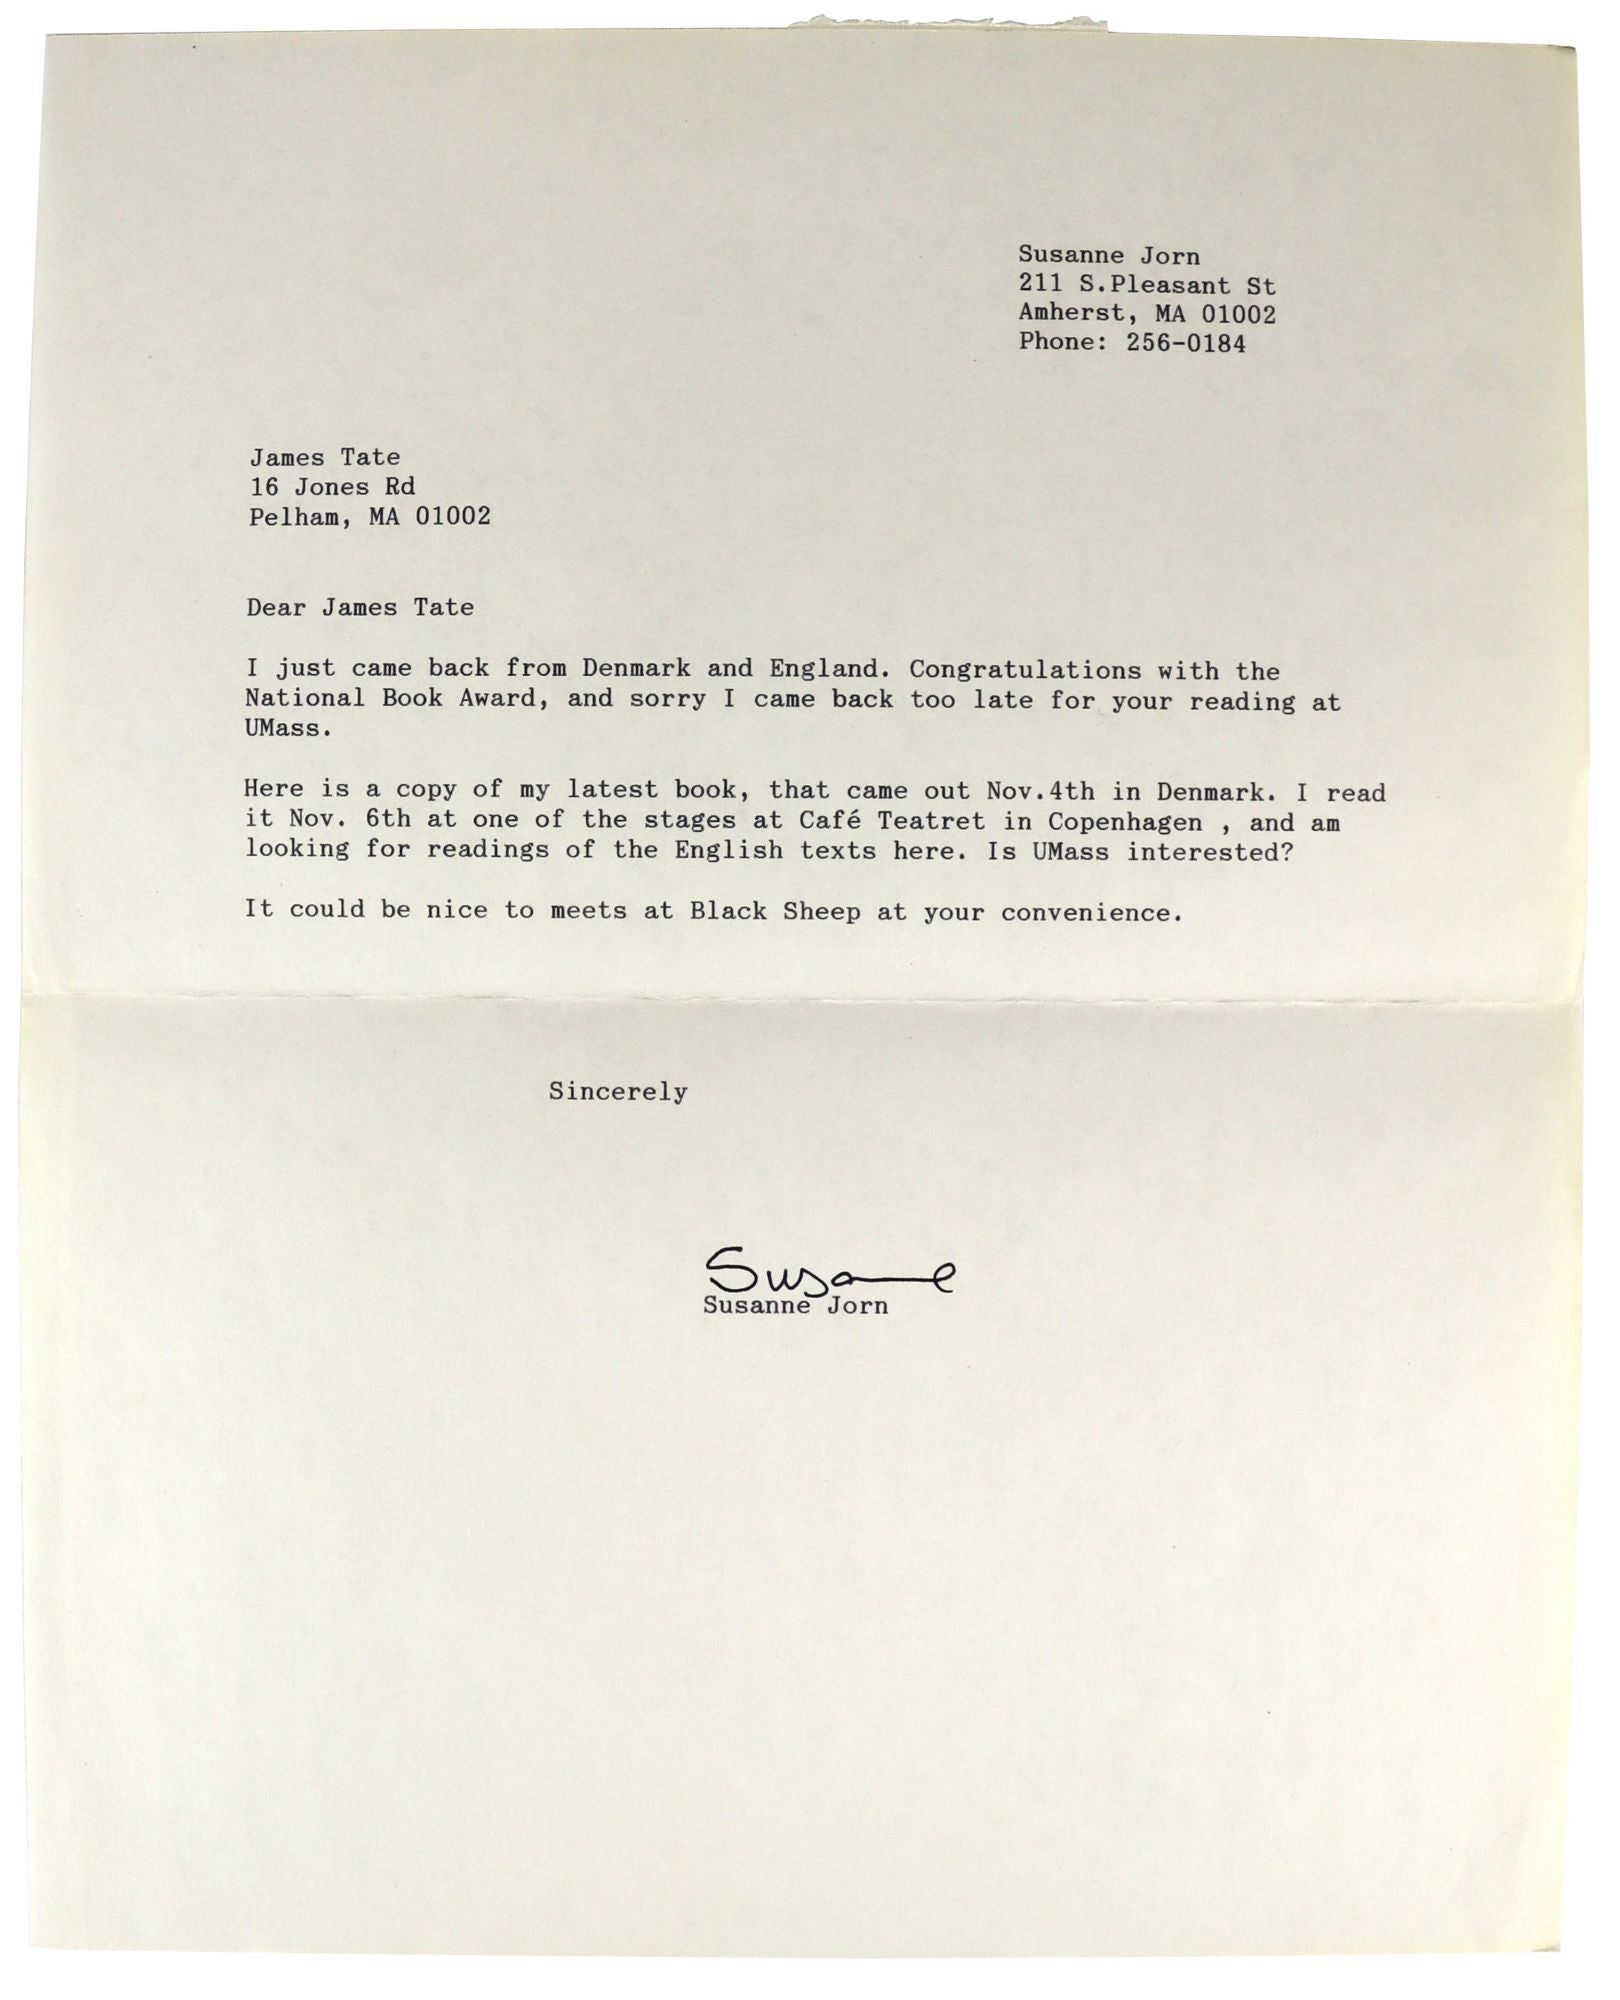 Susanne Jorn
211 S.Pleasant St
Amherst, MA 01002
Phone: 256-0184
James Tate
16 Jones Rd
Pelham, MA 01002
Dear James Tate
I just came back from Denmark and England. Congratulations with the
National Book Award, and sorry I came back too late for your reading at
UMass.
Here is a copy of my latest book, that came out Nov.4th in Denmark. I read
it Nov. 6th at one of the stages at Café Teatret in Copenhagen , and am
looking for readings of the English texts here. Is UMass interested?
It could be nice to meets at Black Sheep at your convenience.
Sincerely
Susanne
Susanne Jorn